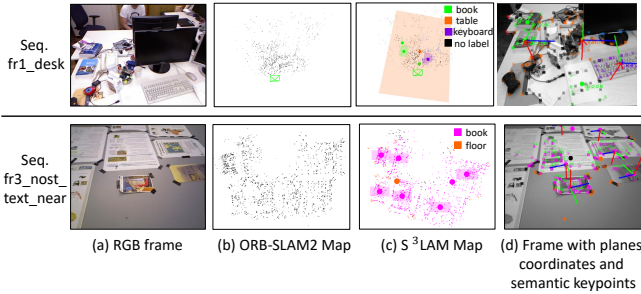 Seq.
fr1_desk
book
table
keyboard
no label
Seq.
fr3_nost_
text_near
book
floor
(a) RGB frame
(b) ORB-SLAM2 Map
(c) S³LAM Map
(d) Frame with planes
coordinates and
semantic keypoints